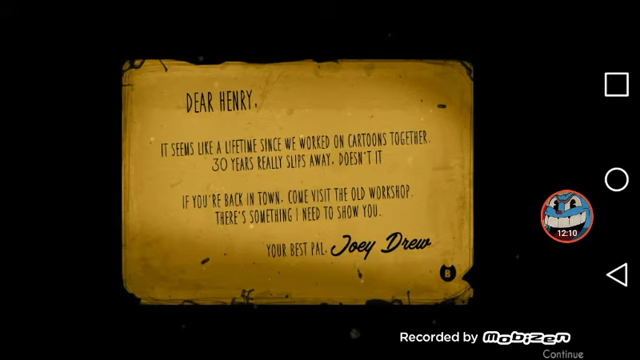 DEAR HENRY,
IT SEEMS LIKE A LIFETIME SINCE WE WORKED ON CARTOONS TOGETHER.
30 YEARS REALLY SLIPS AWAY, DOESN'T IT
IF YOU'RE BACK IN TOWN, COME VISIT THE OLD WORKSHOP.
THERE'S SOMETHING I NEED TO SHOW YOU.
YOUR BEST PAL, Joey Drew
B
12:10
Recorded by MOBIZEN
Continue